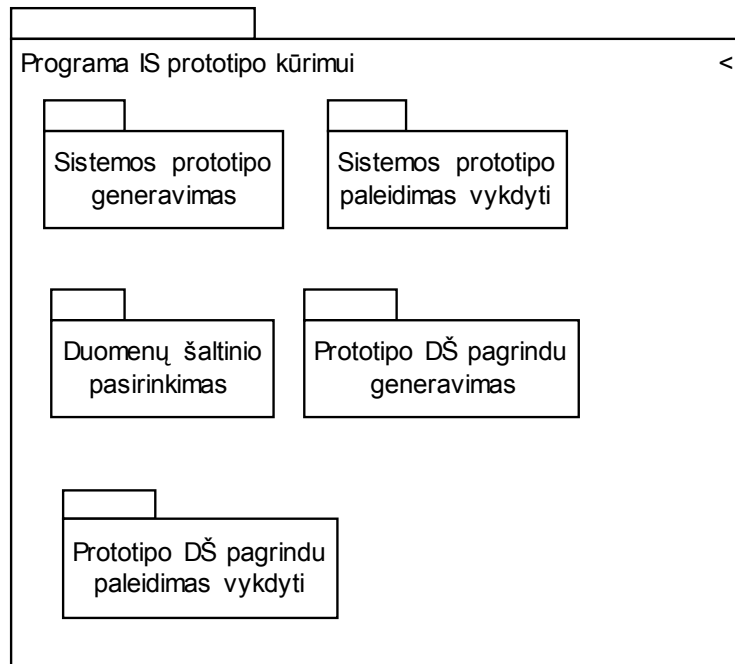 Programa IS prototipo kūrimui <
Sistemos prototipo
generavimas
Sistemos prototipo
paleidimas vykdyti
Duomenų šaltinio
pasirinkimas
Prototipo DŠ pagrindu
generavimas
Prototipo DŠ pagrindu
paleidimas vykdyti